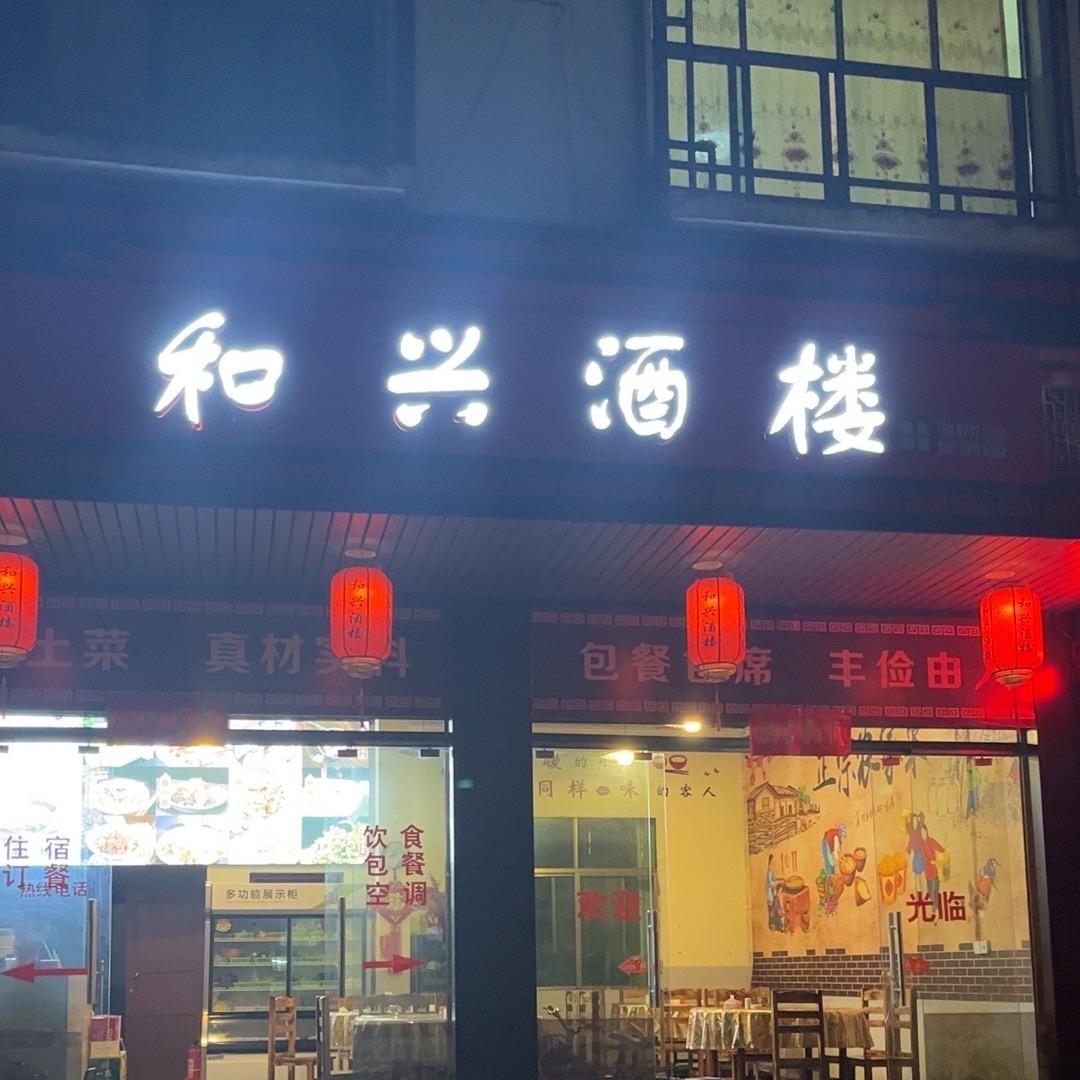 和兴酒楼
和兴酒楼
和兴酒楼
和兴酒楼
和兴酒楼
土菜 真材实料
包餐包席 丰俭由人
同样 味 的客人
住宿
订餐
热线电话
饮食
包餐
空调
多功能展示柜
欢迎
光临